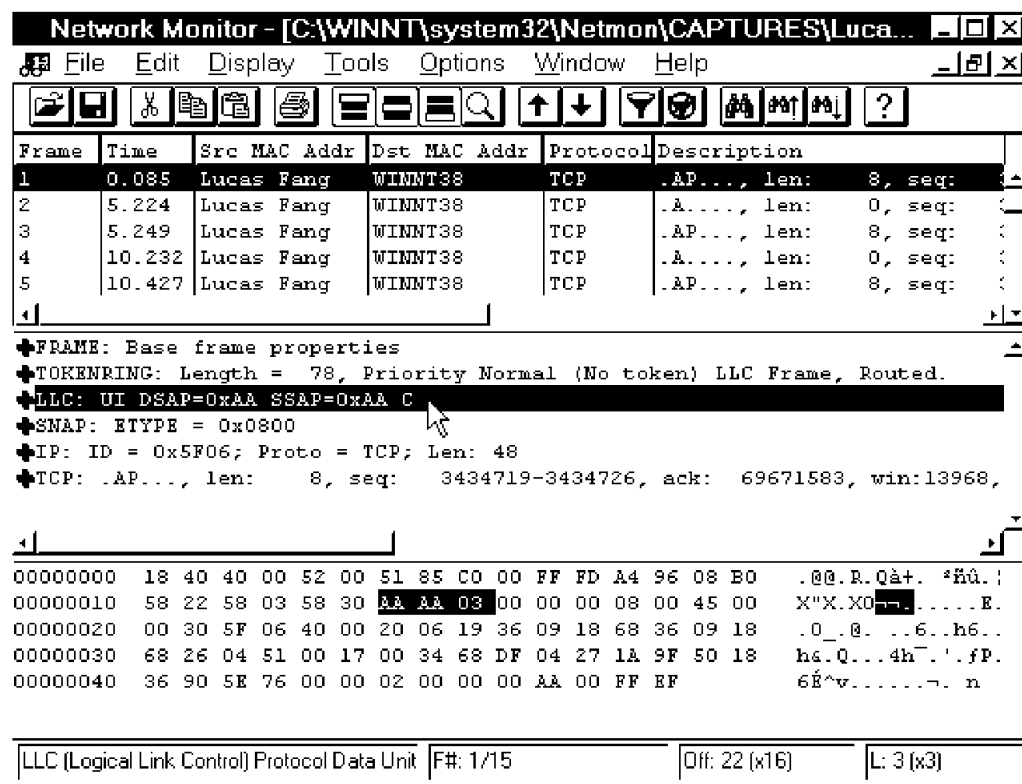 Network Monitor - [C:\WINNT\system32\Netmon\CAPTURES\Luca...
File Edit Display Tools Options Window Help
Frame Time Src MAC Addr Dst MAC Addr Protocol Description
1 0.085 Lucas Fang WINNT38 TCP .AP..., len: 8, seq:
2 5.224 Lucas Fang WINNT38 TCP .A...., len: 0, seq:
3 5.249 Lucas Fang WINNT38 TCP .AP..., len: 8, seq:
4 10.232 Lucas Fang WINNT38 TCP .A...., len: 0, seq:
5 10.427 Lucas Fang WINNT38 TCP .AP..., len: 8, seq:
FRAME: Base frame properties
TOKENRING: Length = 78, Priority Normal (No token) LLC Frame, Routed.
LLC: UI DSAP=0xAA SSAP=0xAA C
SNAP: ETYPE = 0x0800
IP: ID = 0x5F06; Proto = TCP; Len: 48
TCP: .AP..., len: 8, seq: 3434719-3434726, ack: 69671583, win:13968,
00000000 18 40 40 00 52 00 51 85 C0 00 FF FD A4 96 08 B0 .@@.R.Qà+. ²ñû.¦
00000010 58 22 58 03 58 30 AA AA 03 00 00 00 08 00 45 00 X"X.X0¬¬.......E.
00000020 00 30 5F 06 40 00 20 06 19 36 09 18 68 36 09 18 .0_.@. ..6..h6..
00000030 68 26 04 51 00 17 00 34 68 DF 04 27 1A 9F 50 18 h&.Q...4h¯.'.ƒP.
00000040 36 90 5E 76 00 00 02 00 00 00 AA 00 FF EF 6É^v......¬. n
LLC (Logical Link Control) Protocol Data Unit F#: 1/15 Off: 22 (x16) L: 3 (x3)